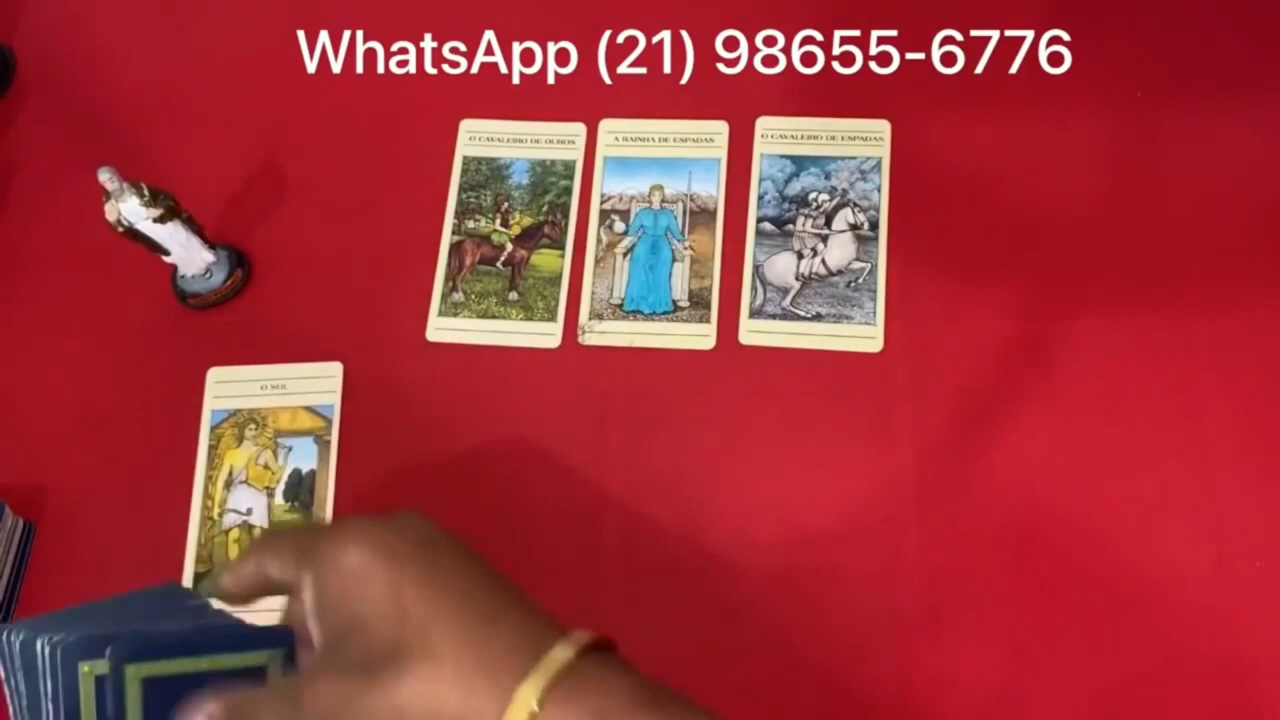 WhatsApp (21) 98655-6776
O CAVALEIRO DE OUROS
A RAINHA DE ESPADAS
O CAVALEIRO DE ESPADAS
O SOL